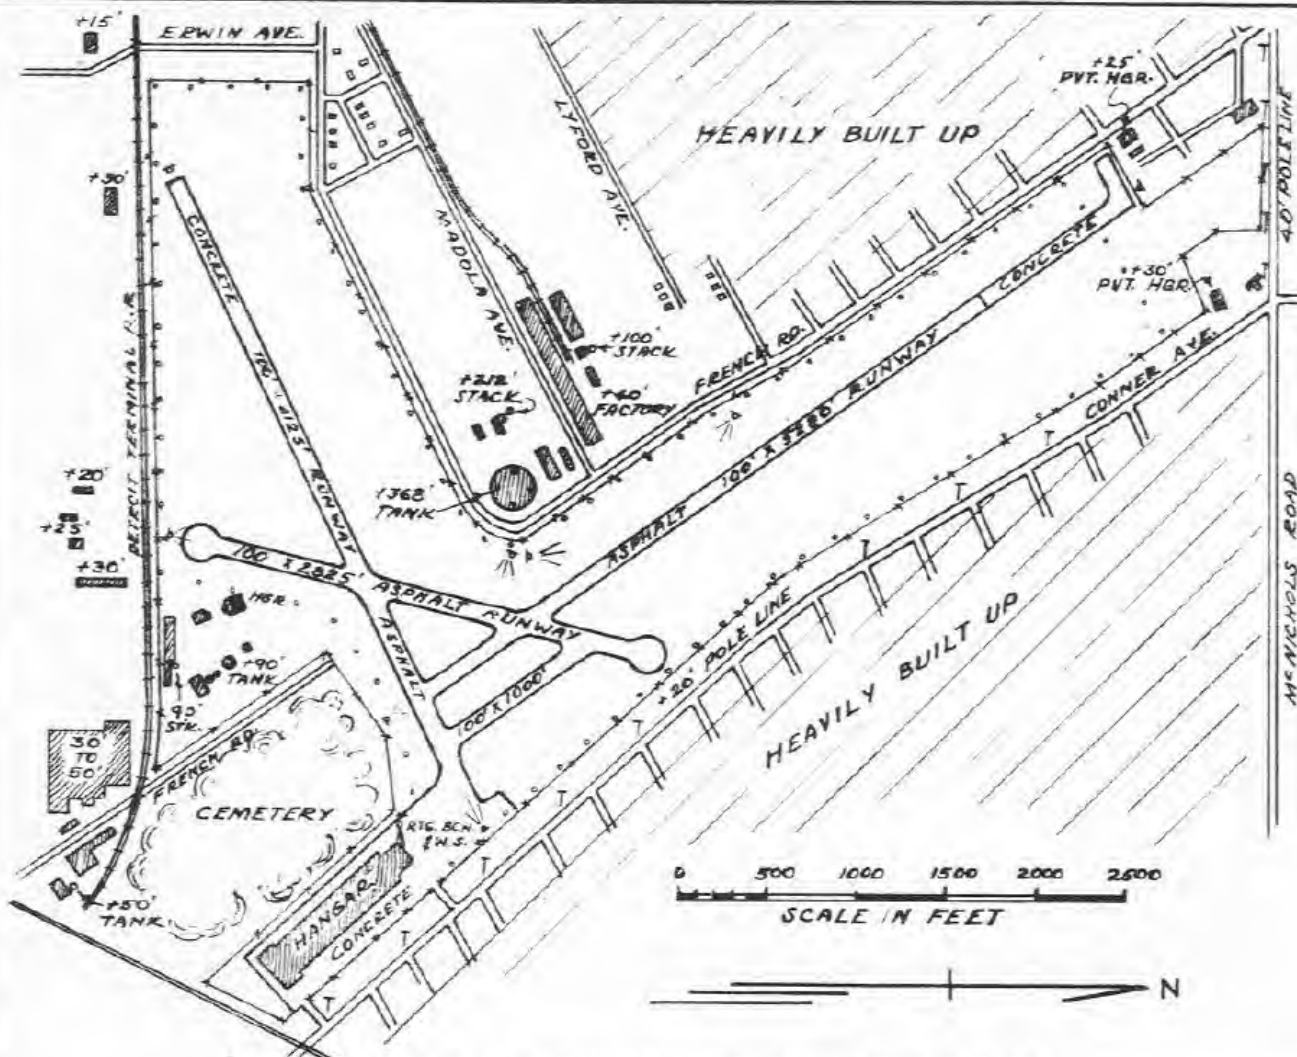 +15'
ERWIN AVE.
+25'
PVT. HGR.
HEAVILY BUILT UP
LYFORD AVE.
40' POLE LINE
+30'
CONCRETE
MADOLA AVE.
CONCRETE
+30'
PVT. HGR.
DETROIT TERMINAL R.R.
+100'
STACK
FRENCH RD.
+212'
STACK
+40'
FACTORY
CONNER AVE.
T
RUNWAY
100' X
RUNWAY
ASPHALT
+20'
+368'
TANK
T
+25'
T
MCNICHOLS ROAD
+30'
100' X 2825' ASPHALT RUNWAY
HGR.
ASPHALT
+20' POLE LINE
HEAVILY BUILT UP
+90'
TANK
90'
STK.
100' X 1000'
T
30
TO
50'
FRENCH RD.
CEMETERY
T
RTG. BCN.
& W.S.
T
0 500 1000 1500 2000 2500
SCALE IN FEET
+50'
TANK
HANGAR
CONCRETE
T
T
N